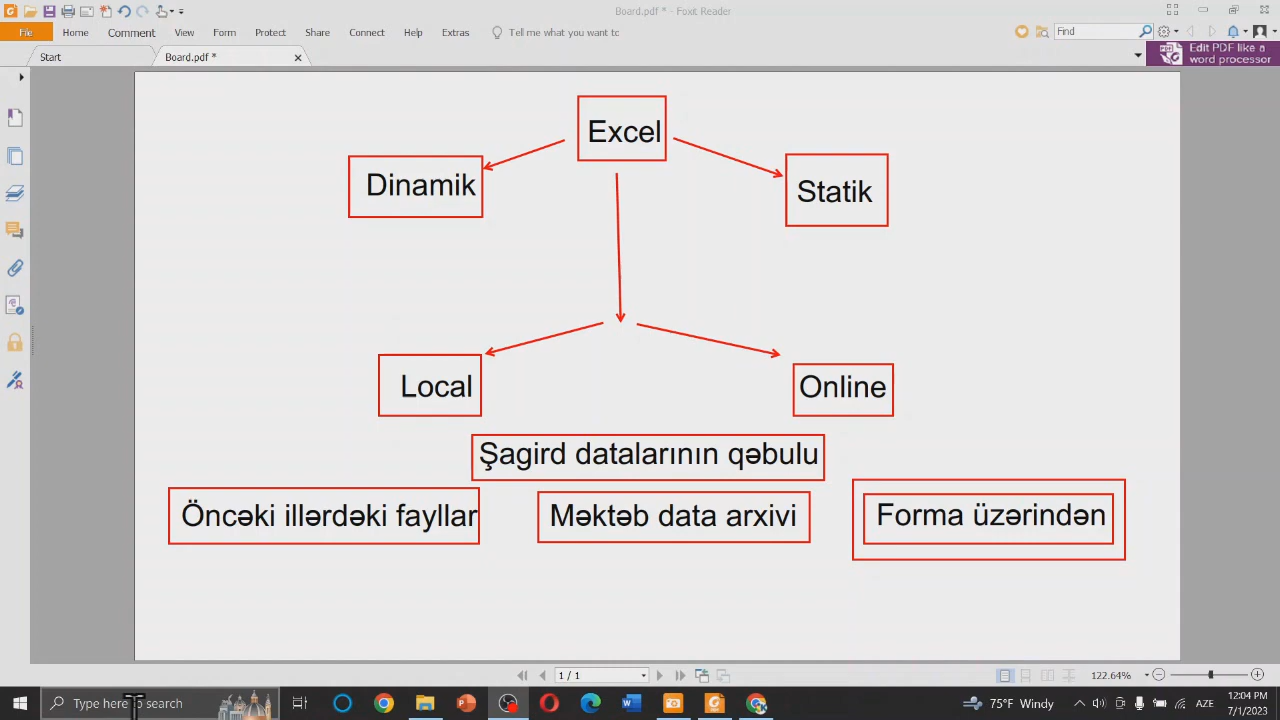 Board.pdf * - Foxit Reader
File Home Comment View Form Protect Share Connect Help Extras Tell me what you want to Find
Edit PDF like a
word processor
Start Board.pdf *
Excel
Dinamik
Statik
Local
Online
Şagird datalarının qəbulu
Öncəki illərdəki fayllar
Məktəb data arxivi
Forma üzərindən
1 / 1
122.64%
Type here to search
75°F Windy
AZE
12:04 PM
7/1/2023